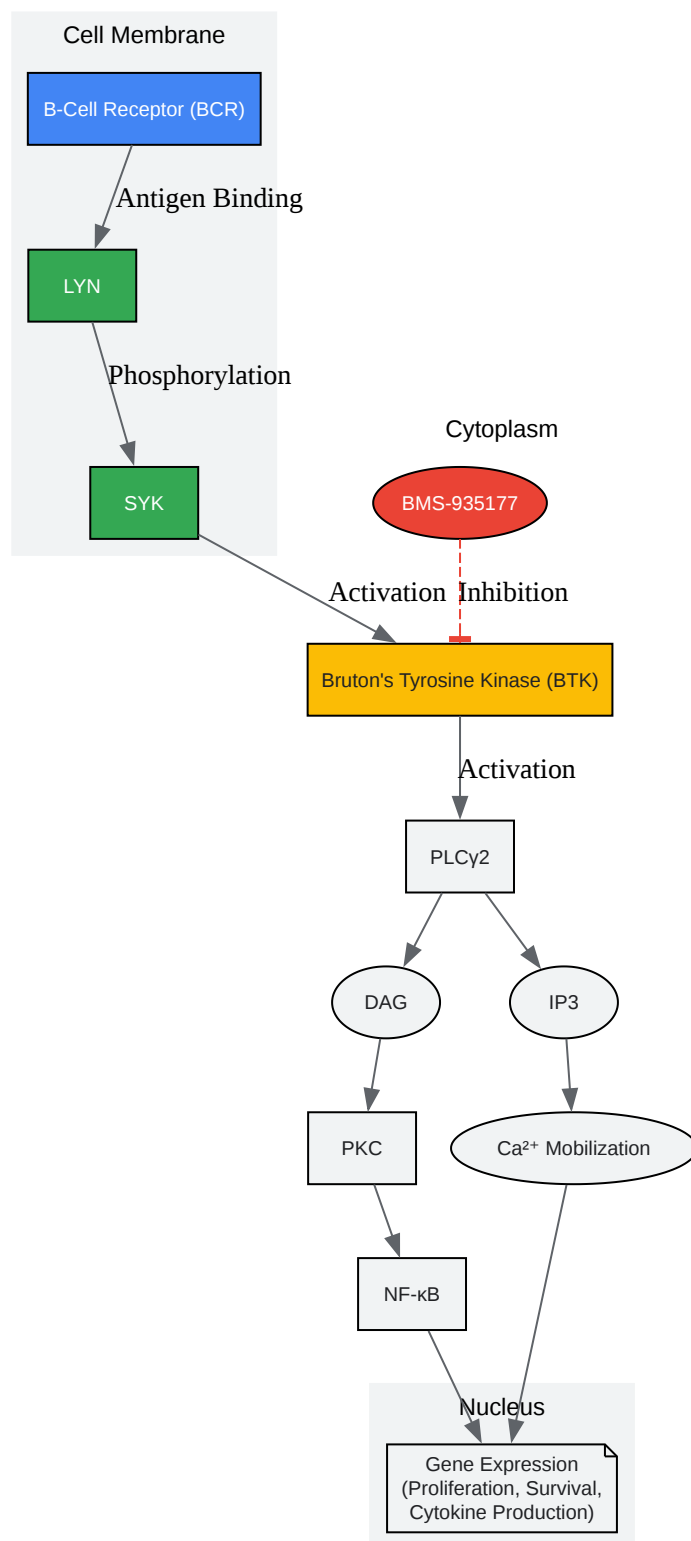 Cell Membrane
B-Cell Receptor (BCR)
Antigen Binding
LYN
Phosphorylation
Cytoplasm
SYK
BMS-935177
Activation
Inhibition
Bruton's Tyrosine Kinase (BTK)
Activation
PLCγ2
DAG
IP3
PKC
Ca²⁺ Mobilization
NF-κB
Nucleus
Gene Expression
(Proliferation, Survival,
Cytokine Production)